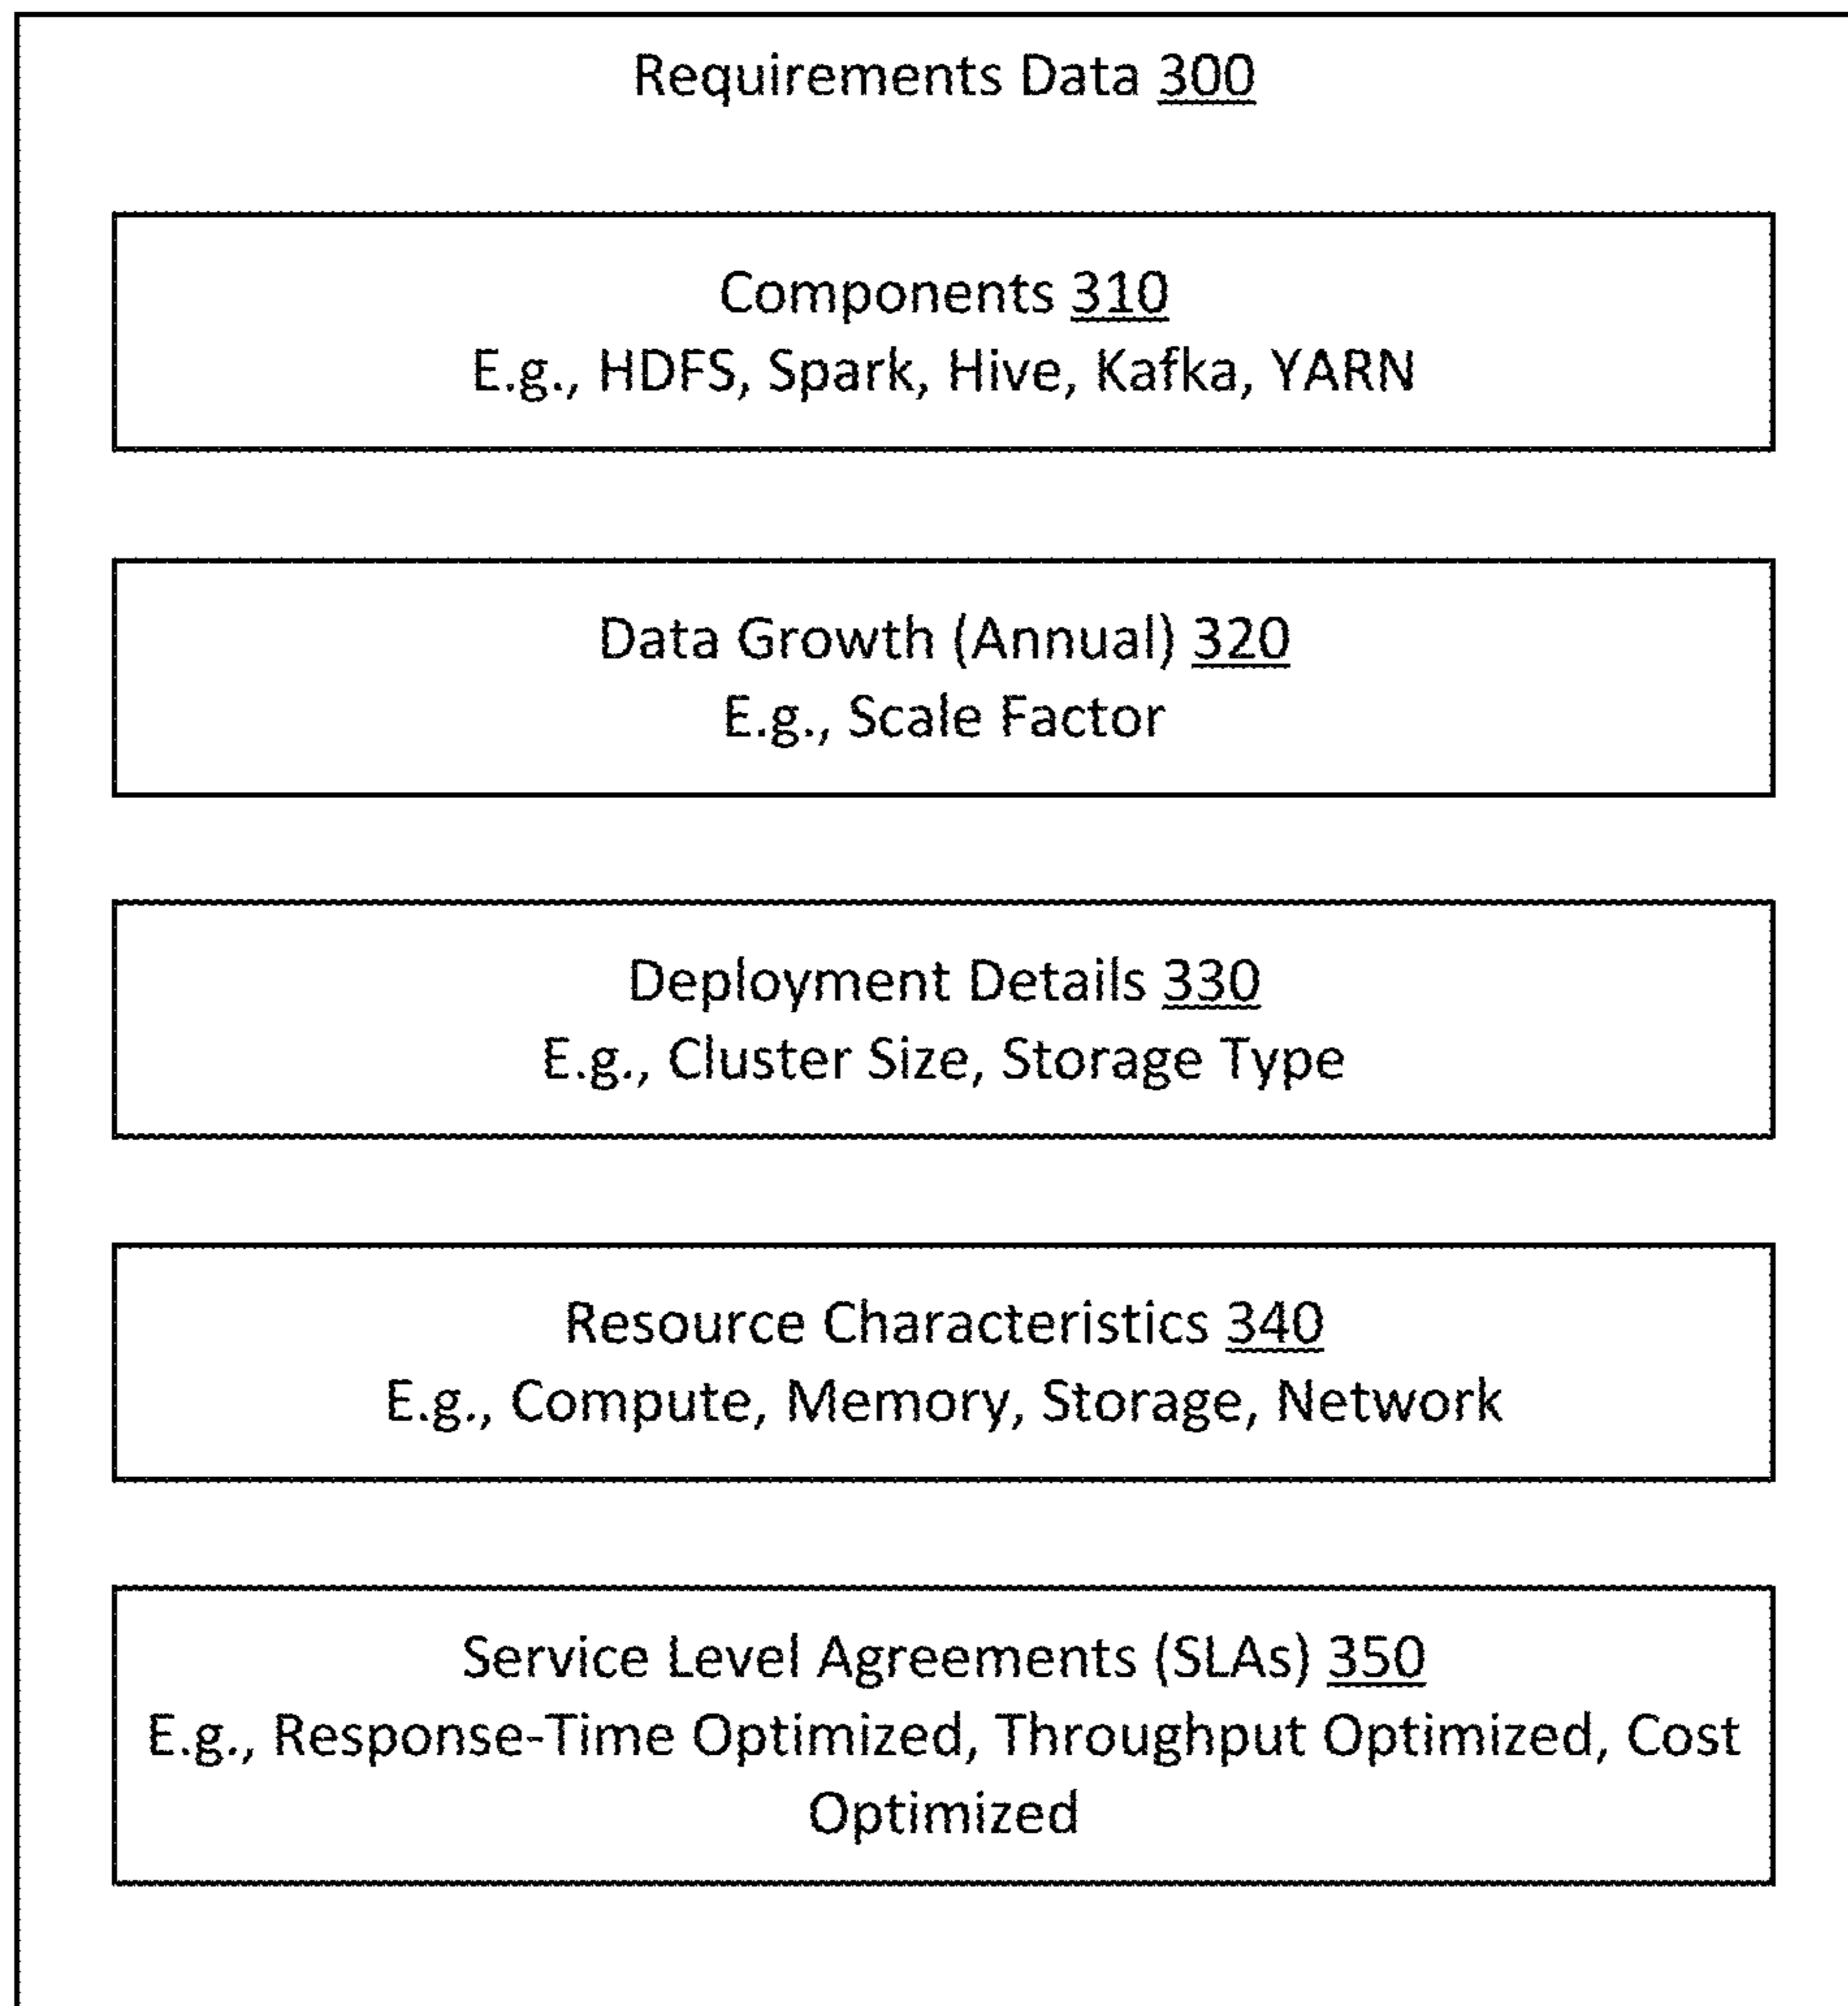 Requirements Data 300
Components 310
E.g., HDFS, Spark, Hive, Kafka, YARN
Data Growth (Annual) 320
E.g., Scale Factor
Deployment Details 330
E.g., Cluster Size, Storage Type
Resource Characteristics 340
E.g., Compute, Memory, Storage, Network
Service Level Agreements (SLAs) 350
E.g., Response-Time Optimized, Throughput Optimized, Cost
Optimized